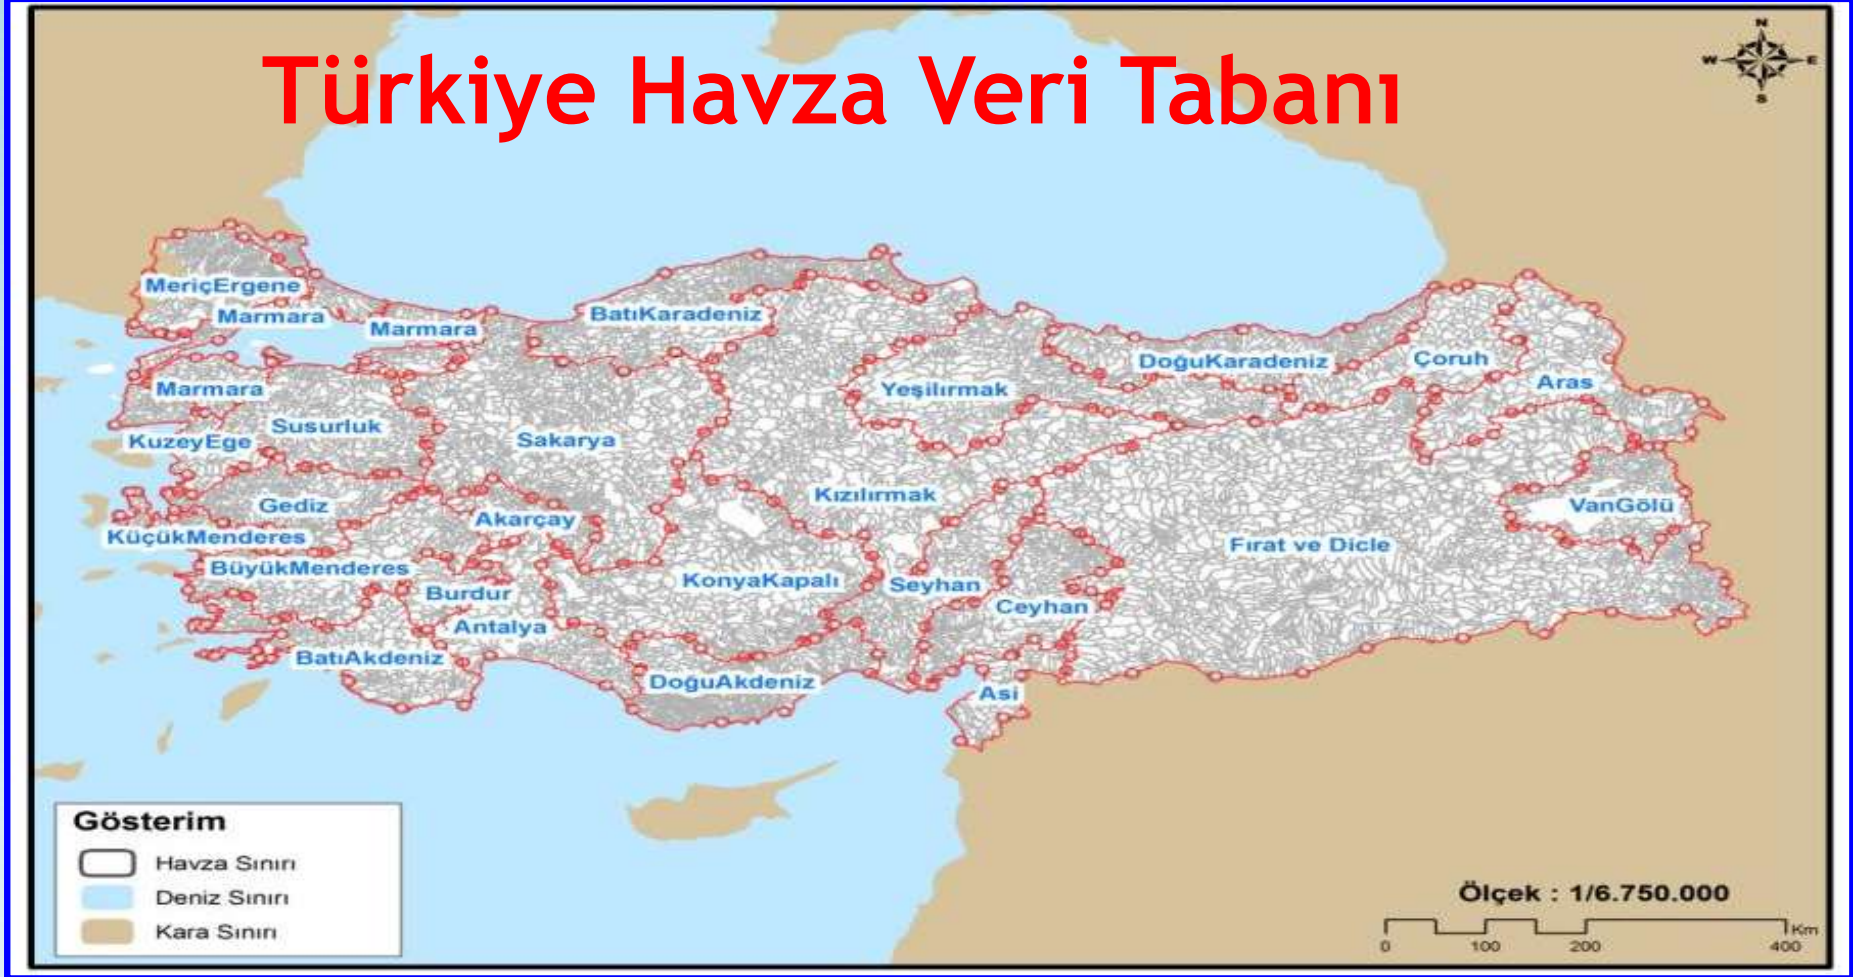 Türkiye Havza Veri Tabanı
N
W
E
S
MeriçErgene
Marmara
Marmara
BatıKaradeniz
DoğuKaradeniz
Çoruh
Marmara
Yeşilırmak
Aras
Susurluk
KuzeyEge
Sakarya
Kızılırmak
Gediz
Akarçay
VanGölü
KüçükMenderes
Fırat ve Dicle
BüyükMenderes
KonyaKapalı
Seyhan
Burdur
Ceyhan
Antalya
BatıAkdeniz
DoğuAkdeniz
Asi
Gösterim
Havza Sınırı
Deniz Sınırı
Kara Sınırı
Ölçek : 1/6.750.000
Km
0 100 200 400